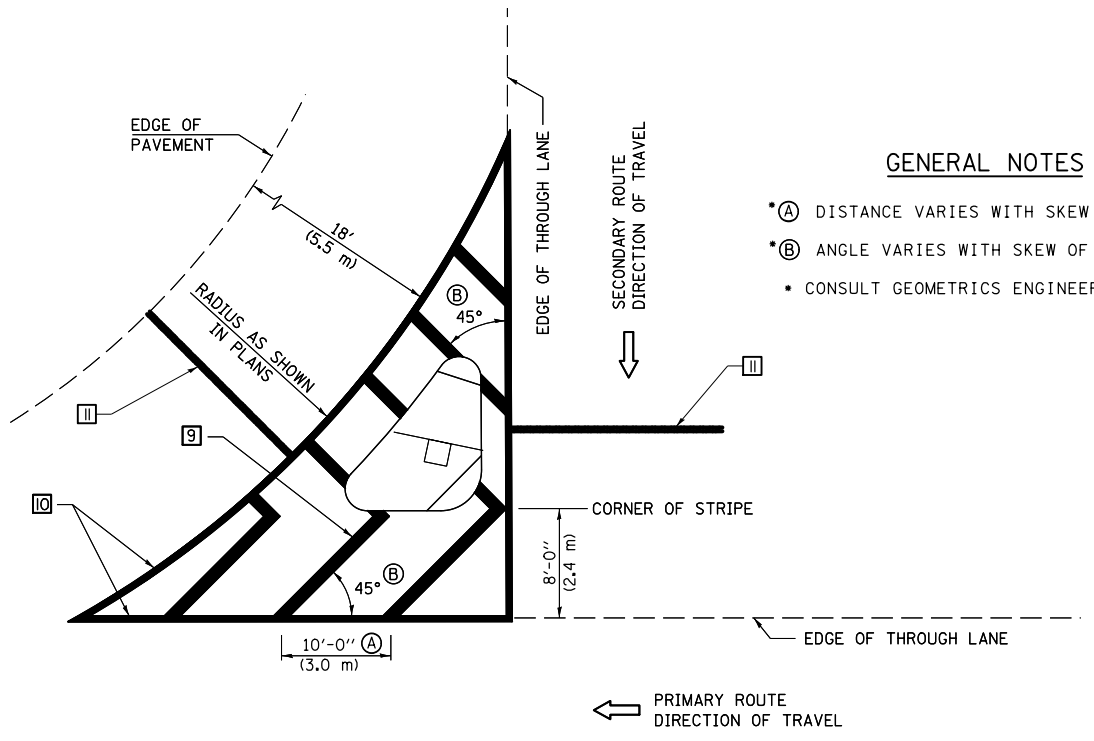 EDGE OF
PAVEMENT
18'
(5.5 m)
RADIUS AS SHOWN
IN PLANS
EDGE OF THROUGH LANE
SECONDARY ROUTE
DIRECTION OF TRAVEL
GENERAL NOTES
*Ⓐ DISTANCE VARIES WITH SKEW
*Ⓑ ANGLE VARIES WITH SKEW OF
* CONSULT GEOMETRICS ENGINEER
Ⓑ
45°
11
11
9
10
CORNER OF STRIPE
8'-0"
(2.4 m)
45° Ⓑ
10'-0" Ⓐ
(3.0 m)
EDGE OF THROUGH LANE
PRIMARY ROUTE
DIRECTION OF TRAVEL